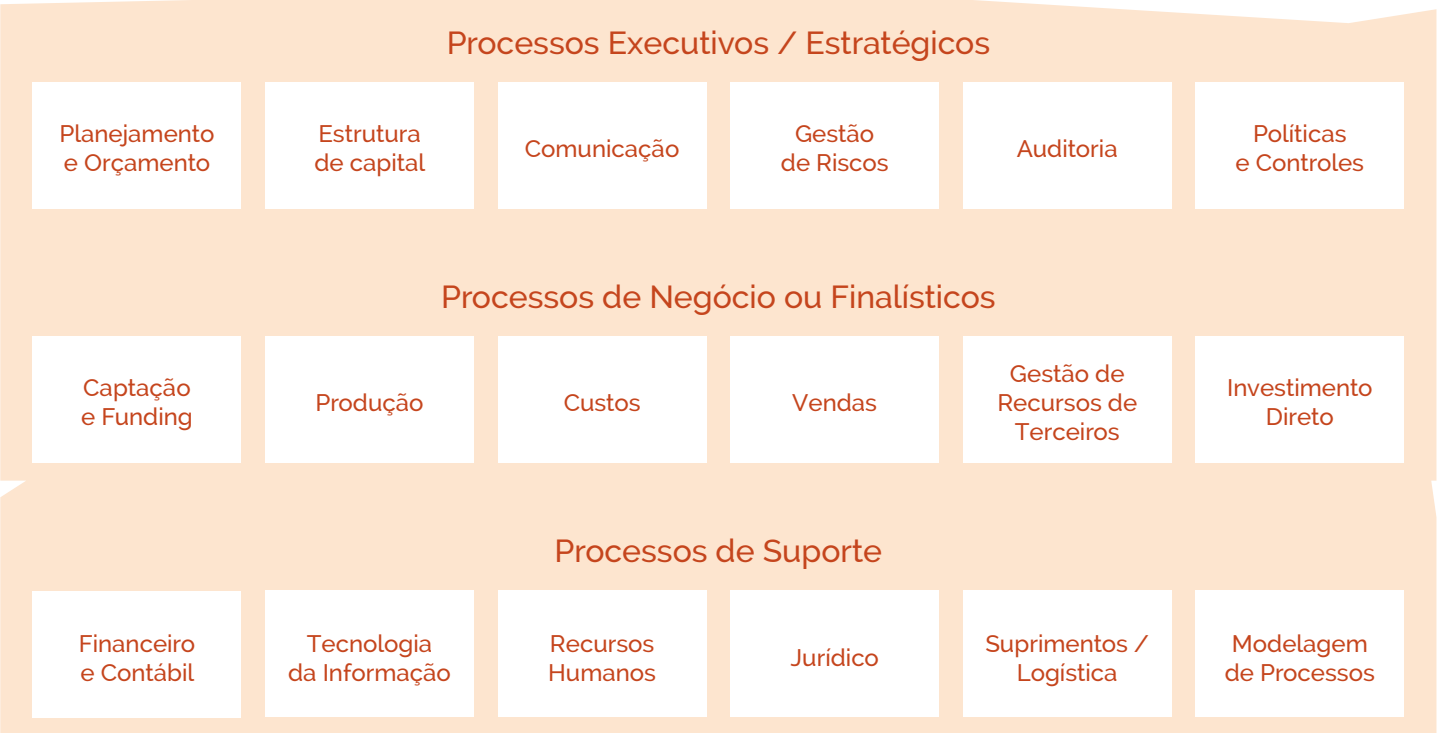 Processos Executivos / Estratégicos
Planejamento
e Orçamento
Estrutura
de capital
Comunicação
Gestão
de Riscos
Auditoria
Políticas
e Controles
Processos de Negócio ou Finalísticos
Captação
e Funding
Produção
Custos
Vendas
Gestão de
Recursos de
Terceiros
Investimento
Direto
Processos de Suporte
Financeiro
e Contábil
Tecnologia
da Informação
Recursos
Humanos
Jurídico
Suprimentos /
Logística
Modelagem
de Processos